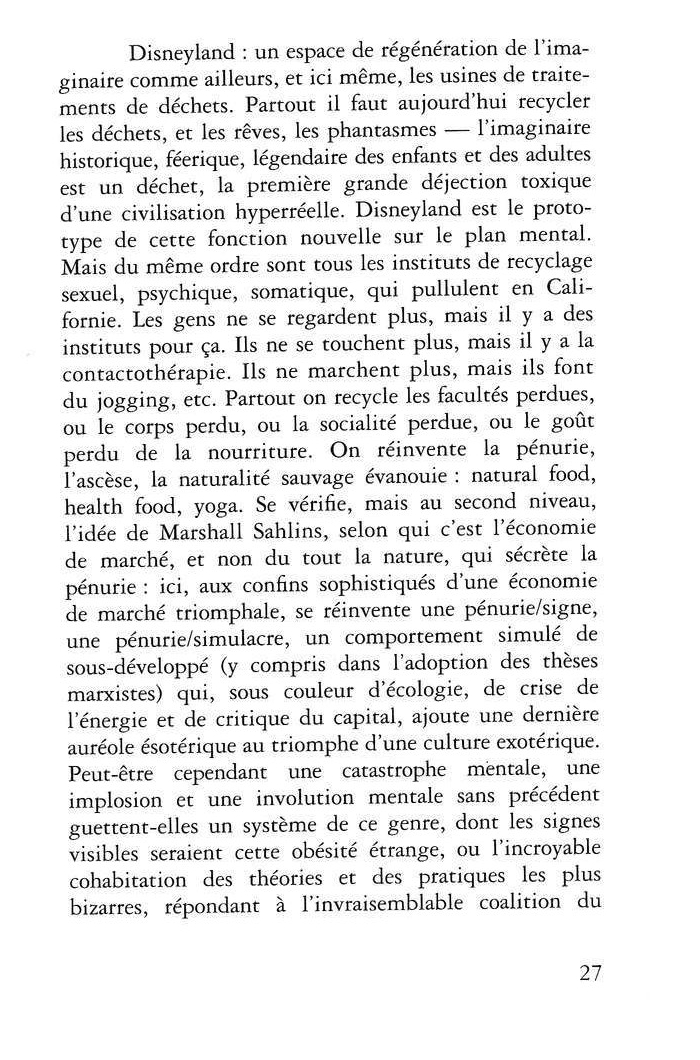 Disneyland : un espace de régénération de l'ima-
ginaire comme ailleurs, et ici même, les usines de traite-
ments de déchets. Partout il faut aujourd'hui recycler
les déchets, et les rêves, les phantasmes — l'imaginaire
historique, féerique, légendaire des enfants et des adultes
est un déchet, la première grande déjection toxique
d'une civilisation hyperréelle. Disneyland est le proto-
type de cette fonction nouvelle sur le plan mental.
Mais du même ordre sont tous les instituts de recyclage
sexuel, psychique, somatique, qui pullulent en Cali-
fornie. Les gens ne se regardent plus, mais il y a des
instituts pour ça. Ils ne se touchent plus, mais il y a la
contactothérapie. Ils ne marchent plus, mais ils font
du jogging, etc. Partout on recycle les facultés perdues,
ou le corps perdu, ou la socialité perdue, ou le goût
perdu de la nourriture. On réinvente la pénurie,
l'ascèse, la naturalité sauvage évanouie : natural food,
health food, yoga. Se vérifie, mais au second niveau,
l'idée de Marshall Sahlins, selon qui c'est l'économie
de marché, et non du tout la nature, qui sécrète la
pénurie : ici, aux confins sophistiqués d'une économie
de marché triomphale, se réinvente une pénurie/signe,
une pénurie/simulacre, un comportement simulé de
sous-développé (y compris dans l'adoption des thèses
marxistes) qui, sous couleur d'écologie, de crise de
l'énergie et de critique du capital, ajoute une dernière
auréole ésotérique au triomphe d'une culture exotérique.
Peut-être cependant une catastrophe mentale, une
implosion et une involution mentale sans précédent
guettent-elles un système de ce genre, dont les signes
visibles seraient cette obésité étrange, ou l'incroyable
cohabitation des théories et des pratiques les plus
bizarres, répondant à l'invraisemblable coalition du
27